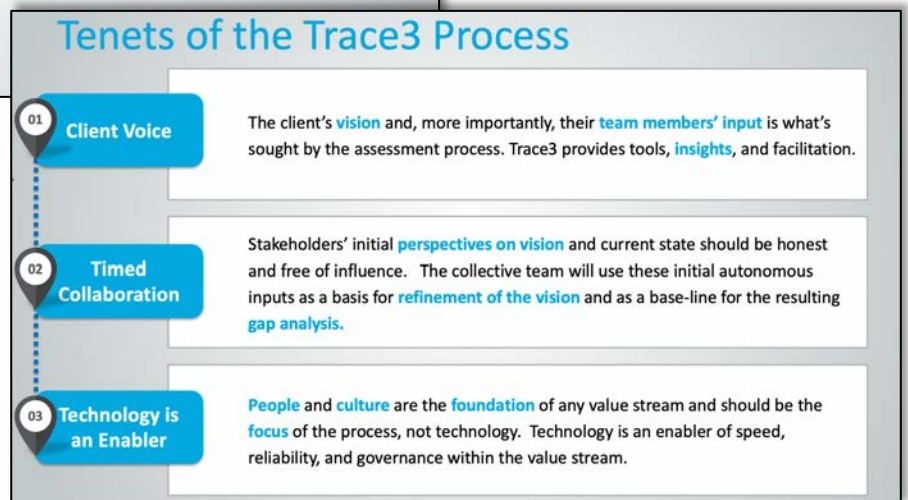 Tenets of the Trace3 Process
01
Client Voice
The client's vision and, more importantly, their team members' input is what's
sought by the assessment process. Trace3 provides tools, insights, and facilitation.
02
Timed
Collaboration
Stakeholders' initial perspectives on vision and current state should be honest
and free of influence.   The collective team will use these initial autonomous
inputs as a basis for refinement of the vision and as a base-line for the resulting
gap analysis.
03
Technology is
an Enabler
People and culture are the foundation of any value stream and should be the
focus of the process, not technology.  Technology is an enabler of speed,
reliability, and governance within the value stream.